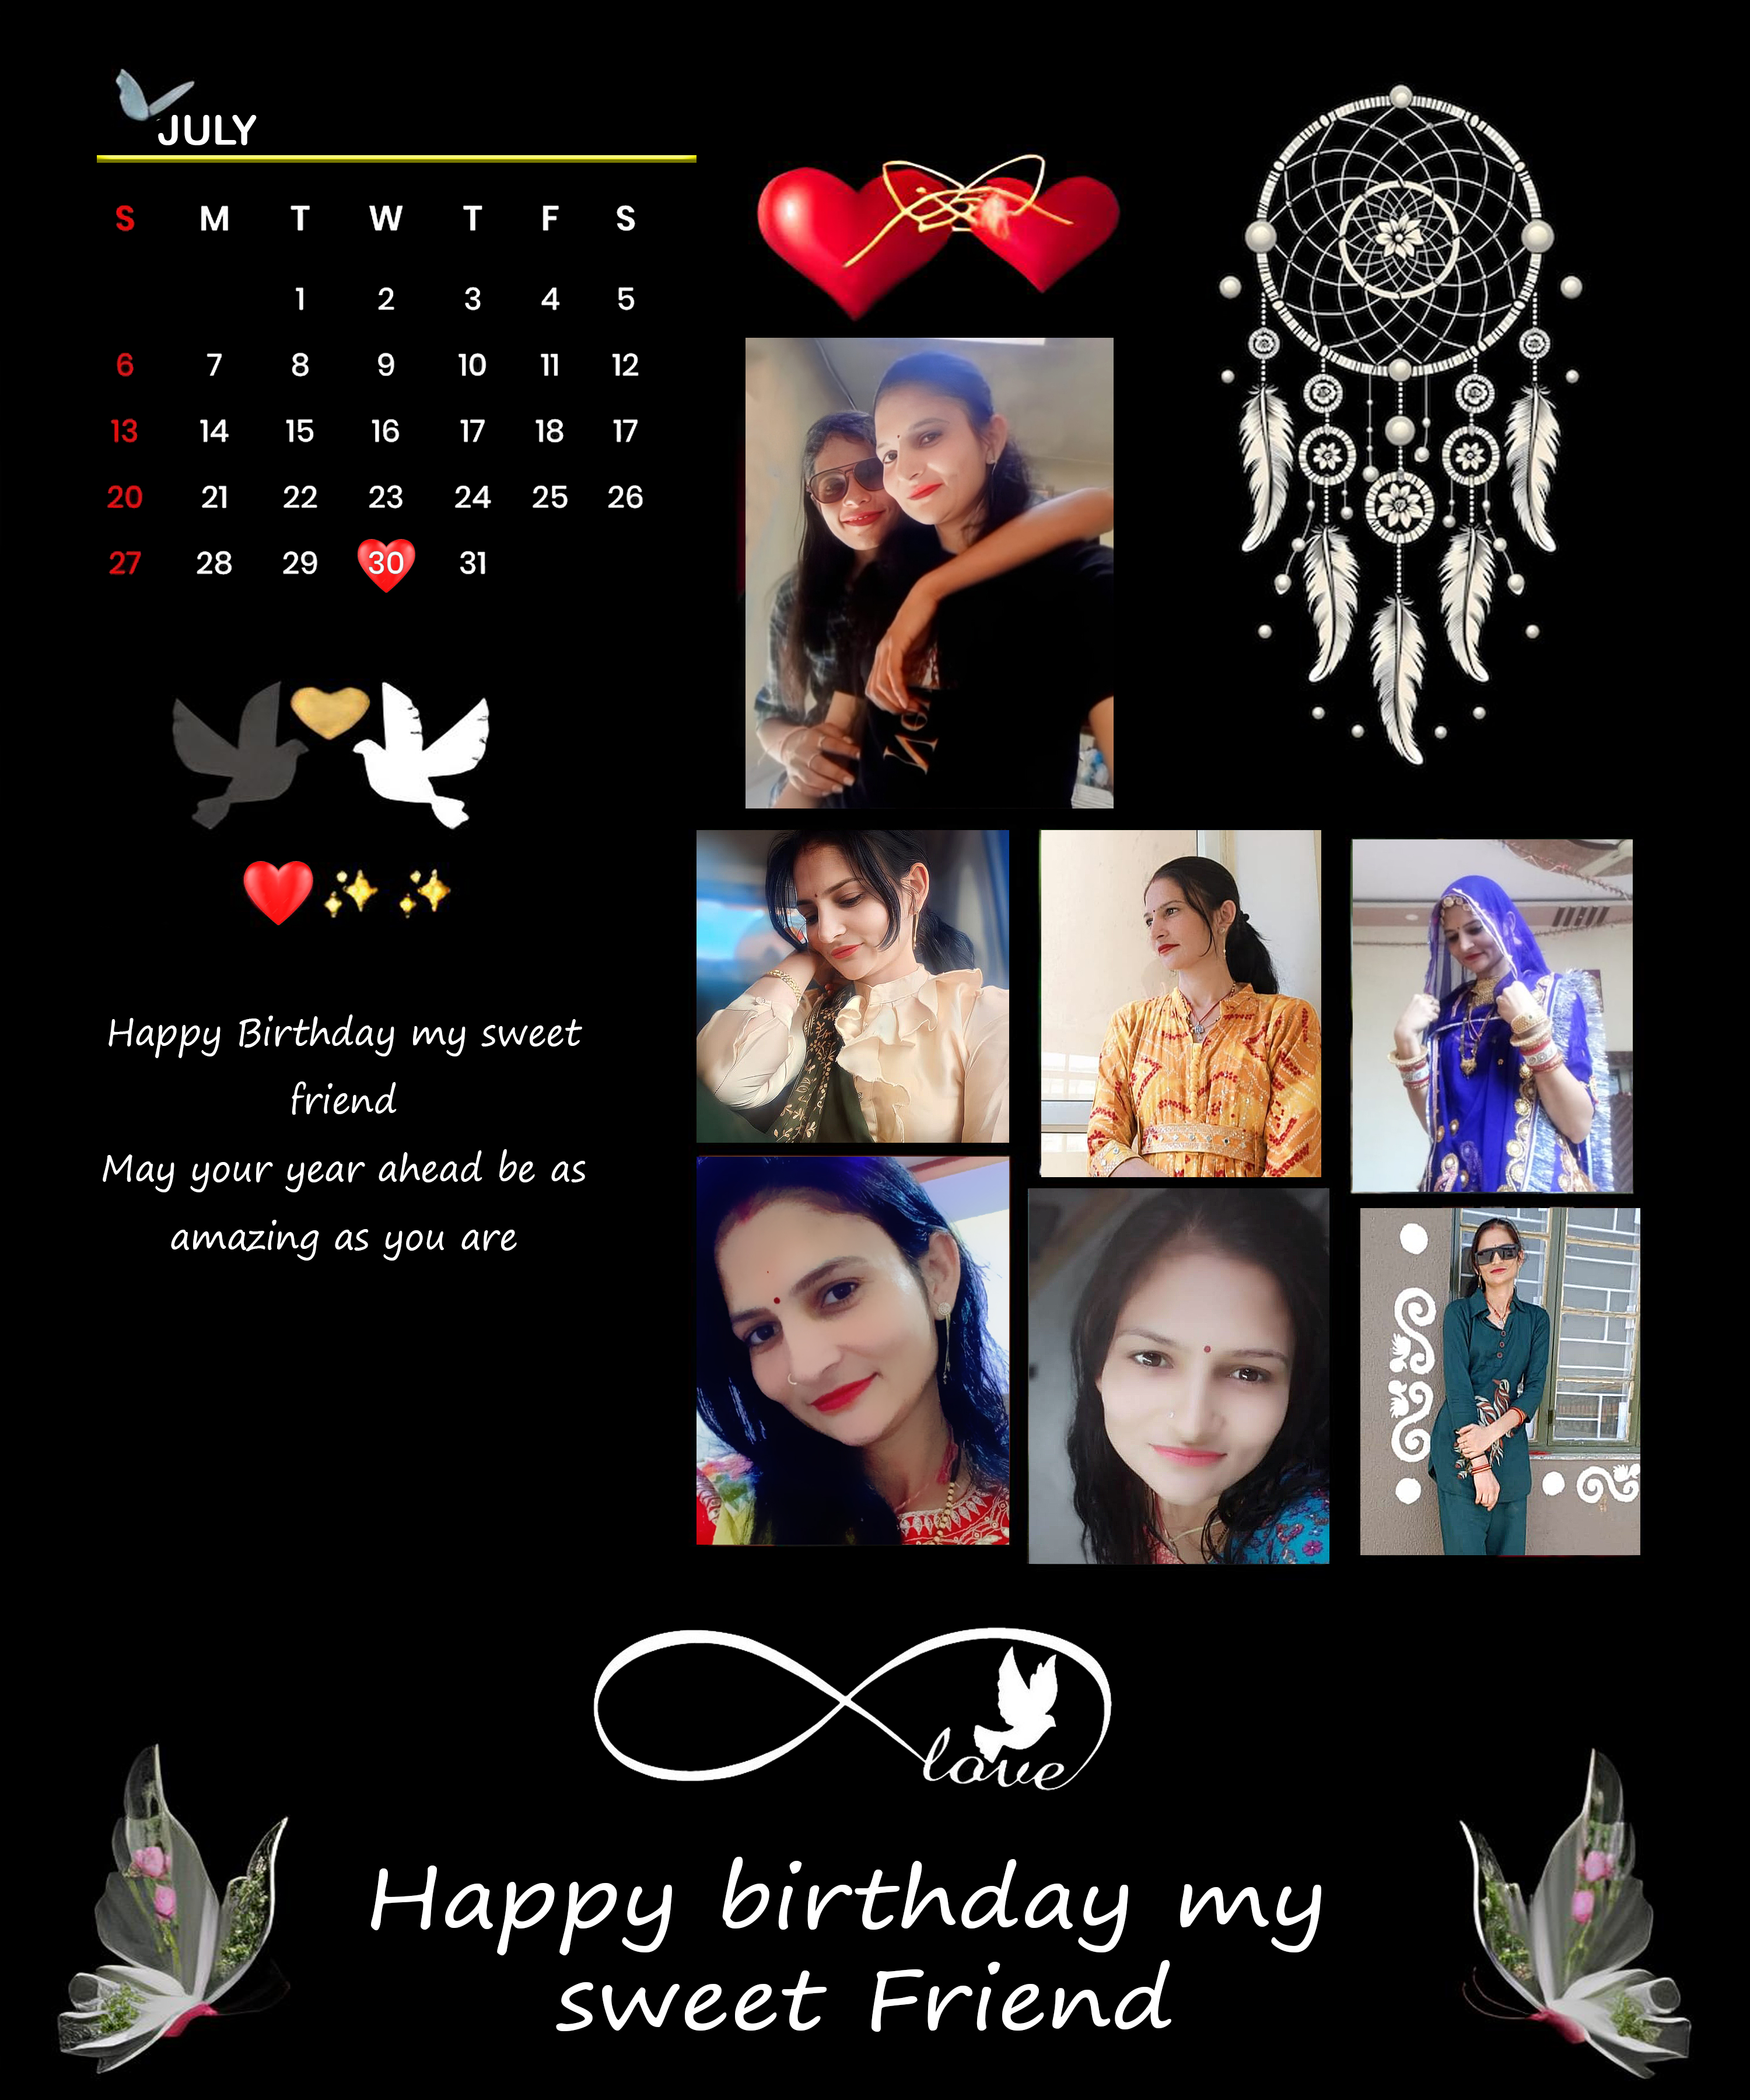 JULY
S M T W T F S
1 2 3 4 5
6 7 8 9 10 11 12
13 14 15 16 17 18 17
20 21 22 23 24 25 26
27 28 29 30 31
Happy Birthday my sweet
friend
May your year ahead be as
amazing as you are
love
Happy birthday my
sweet Friend